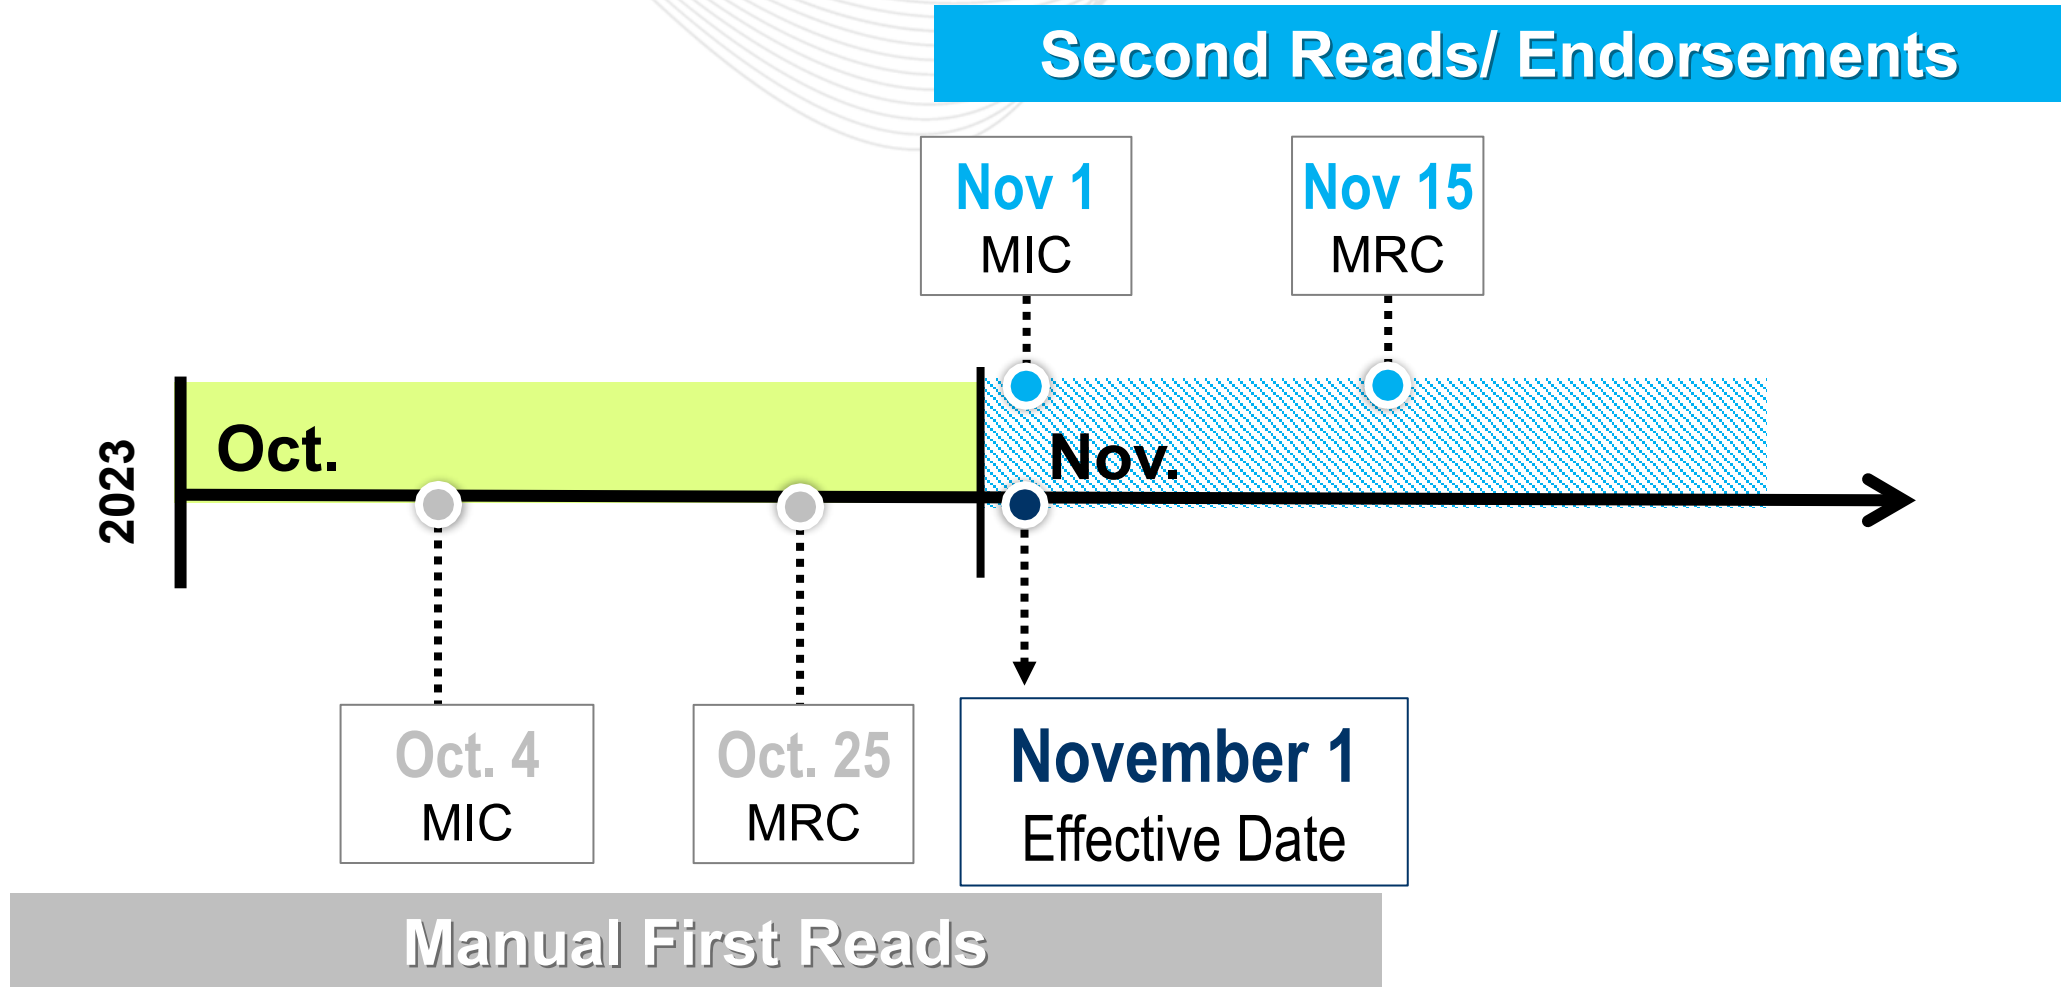 Second Reads/ Endorsements
Nov 1
MIC
Nov 15
MRC
2023
Oct.
Nov.
Oct. 4
MIC
Oct. 25
MRC
November 1
Effective Date
Manual First Reads